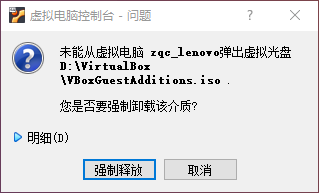 虚拟电脑控制台 - 问题
未能从虚拟电脑 zqc_lenovo弹出虚拟光盘
D:\VirtualBox
\VBoxGuestAdditions.iso .
您是否要强制卸载该介质?
明细(D)
强制释放
取消